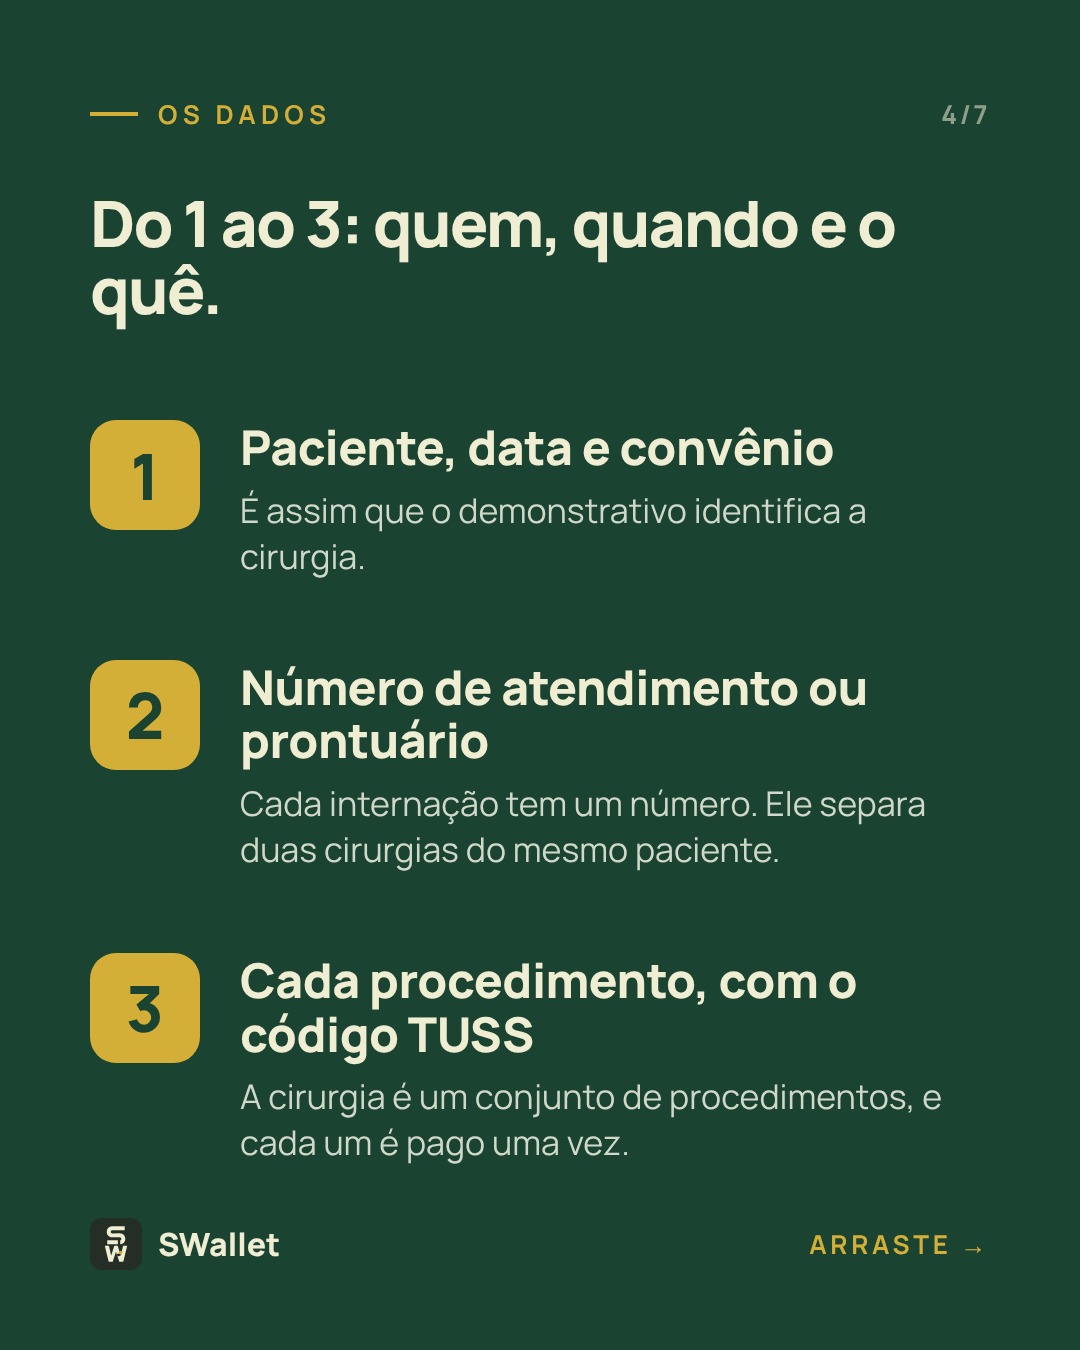 OS DADOS
4/7
Do 1 ao 3: quem, quando e o
quê.
1
Paciente, data e convênio
É assim que o demonstrativo identifica a
cirurgia.
2
Número de atendimento ou
prontuário
Cada internação tem um número. Ele separa
duas cirurgias do mesmo paciente.
3
Cada procedimento, com o
código TUSS
A cirurgia é um conjunto de procedimentos, e
cada um é pago uma vez.
SW
SWallet
ARRASTE →